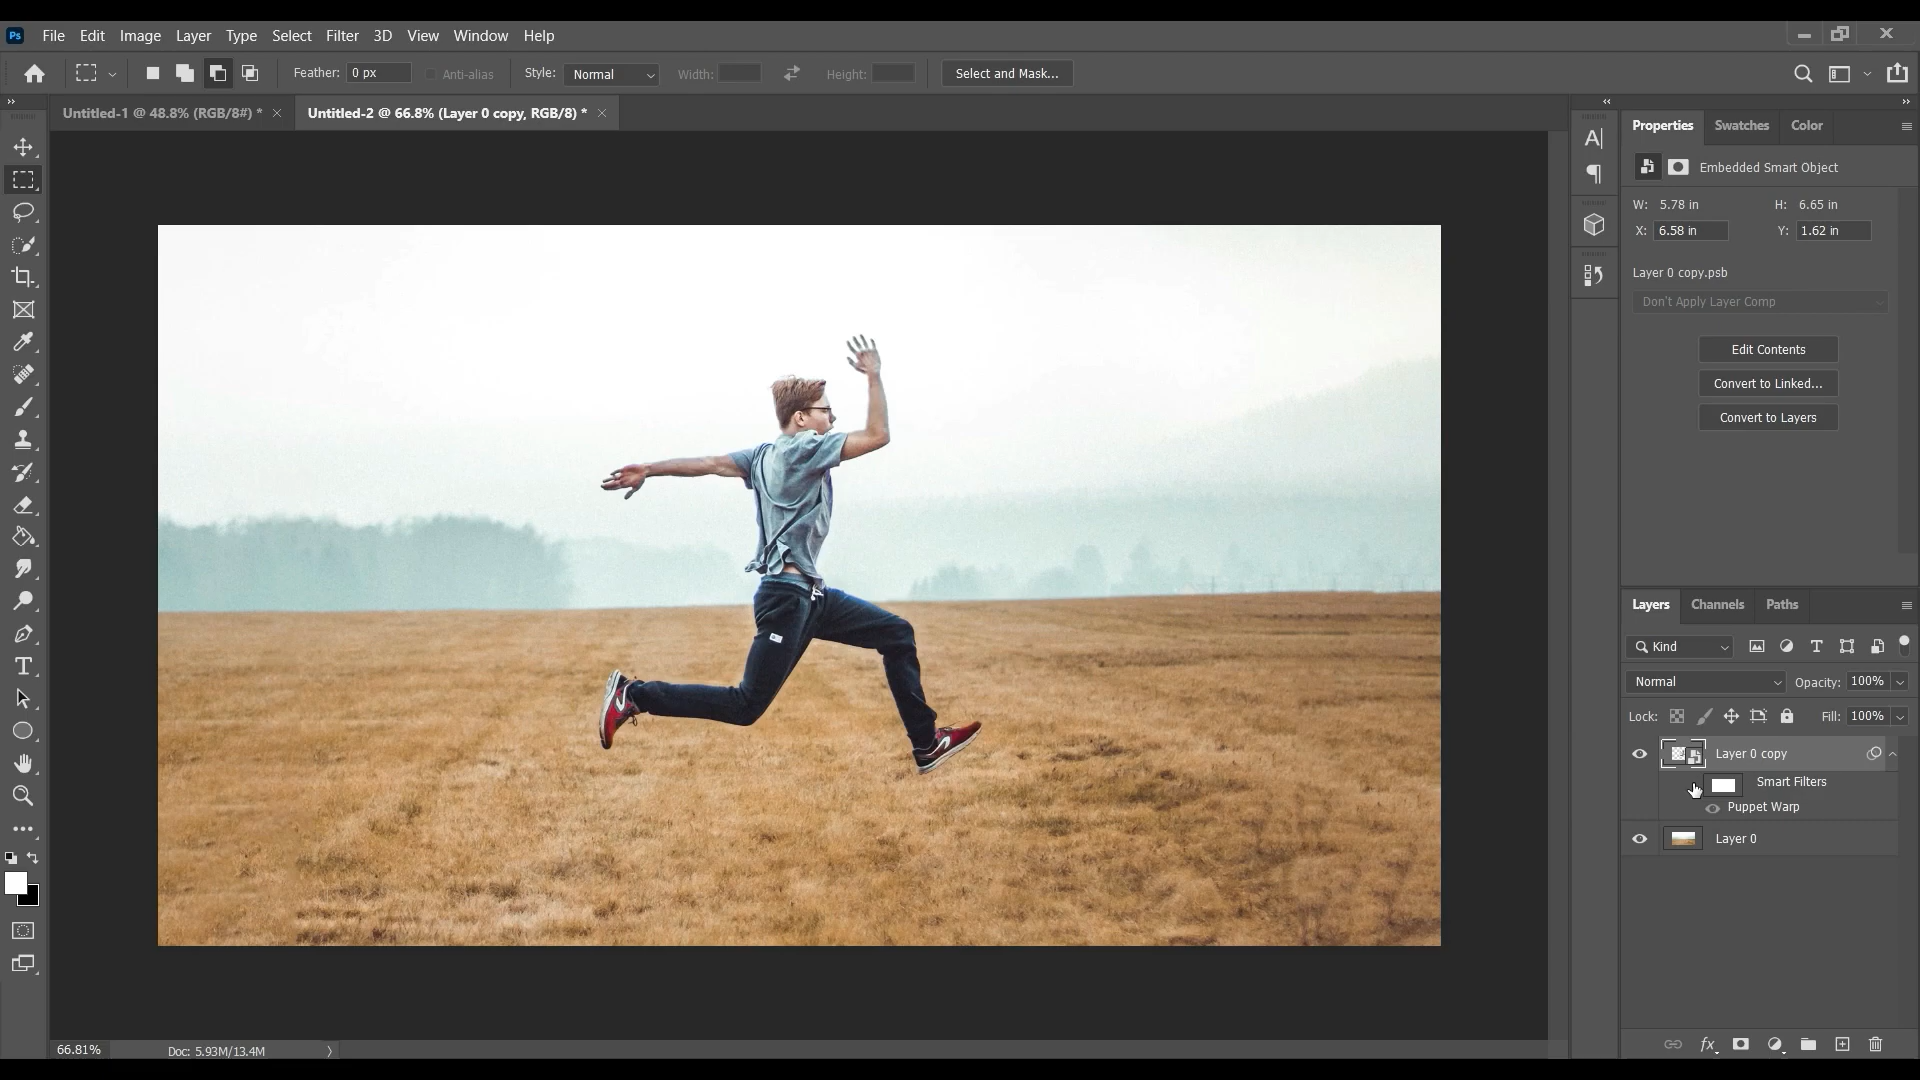 Ps File Edit Image Layer Type Select Filter 3D View Window Help
Feather: 0 px Anti-alias Style: Normal Width: Height: Select and Mask...
Untitled-1 @ 48.8% (RGB/8#) * Untitled-2 @ 66.8% (Layer 0 copy, RGB/8) *
Properties Swatches Color
Embedded Smart Object
W: 5.78 in H: 6.65 in
X: 6.58 in Y: 1.62 in
Layer 0 copy.psb
Don't Apply Layer Comp
Edit Contents
Convert to Linked...
Convert to Layers
Layers Channels Paths
Kind
Normal Opacity: 100%
Lock: Fill: 100%
Layer 0 copy
Smart Filters
Puppet Warp
Layer 0
fx
66.81% Doc: 5.93M/13.4M